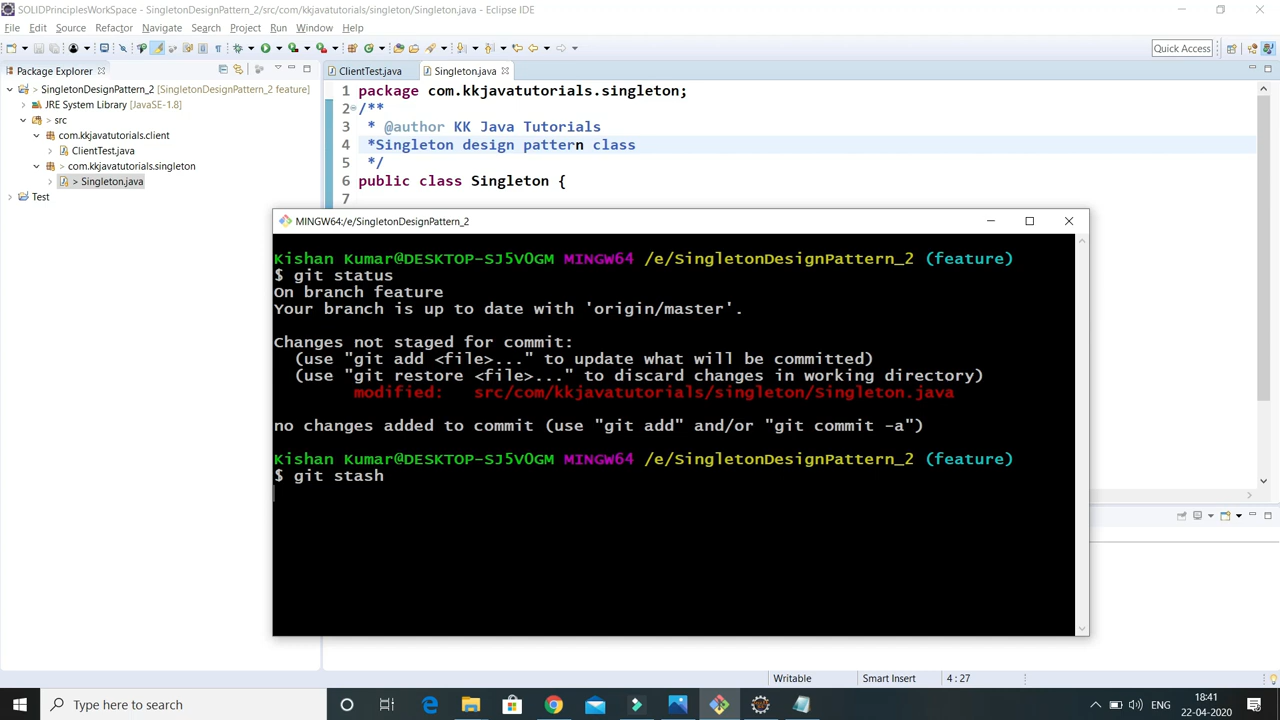 SOLIDPrinciplesWorkSpace - SingletonDesignPattern_2/src/com/kkjavatutorials/singleton/Singleton.java - Eclipse IDE
File Edit Source Refactor Navigate Search Project Run Window Help
Quick Access
Package Explorer
ClientTest.java
Singleton.java
> SingletonDesignPattern_2 [SingletonDesignPattern_2 feature]
JRE System Library [JavaSE-1.8]
> src
com.kkjavatutorials.client
ClientTest.java
> com.kkjavatutorials.singleton
> Singleton.java
Test
1 package com.kkjavatutorials.singleton;
2 /**
3 * @author KK Java Tutorials
4 *Singleton design pattern class
5 */
6 public class Singleton {
7
MINGW64:/e/SingletonDesignPattern_2
Kishan Kumar@DESKTOP-SJ5V0GM MINGW64 /e/SingletonDesignPattern_2 (feature)
$ git status
On branch feature
Your branch is up to date with 'origin/master'.
Changes not staged for commit:
(use "git add <file>..." to update what will be committed)
(use "git restore <file>..." to discard changes in working directory)
modified: src/com/kkjavatutorials/singleton/Singleton.java
no changes added to commit (use "git add" and/or "git commit -a")
Kishan Kumar@DESKTOP-SJ5V0GM MINGW64 /e/SingletonDesignPattern_2 (feature)
$ git stash
Writable
Smart Insert
4 : 27
Type here to search
ENG
18:41
22-04-2020